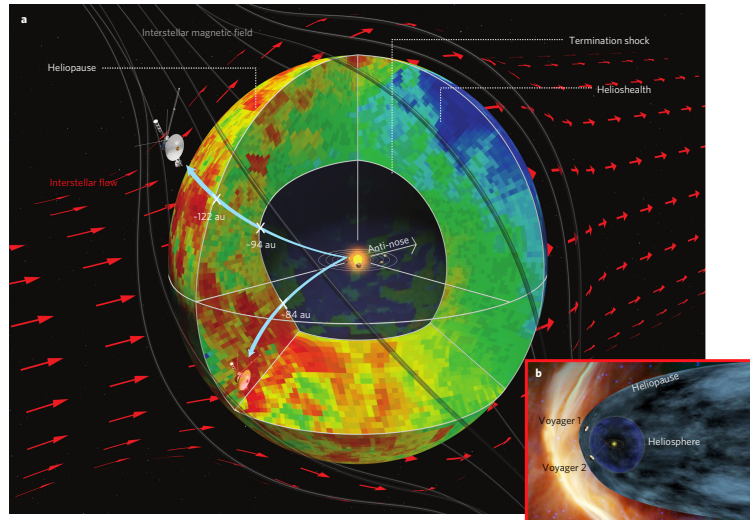 a
Interstellar magnetic field
Termination shock
Heliopause
Helioshealth
Interstellar flow
~122 au
~94 au
Anti-nose
~84 au
b
Heliopause
Voyager 1
Heliosphere
Voyager 2